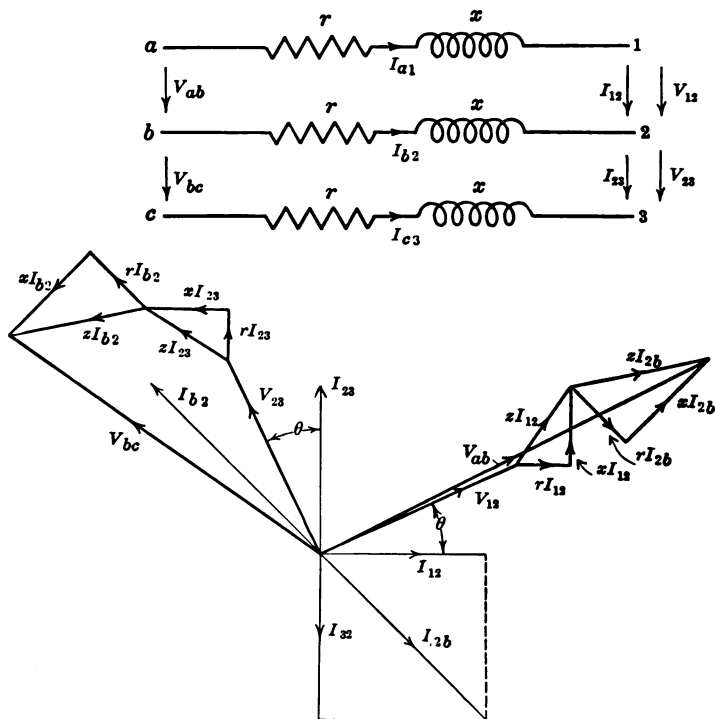 r x
a 1
I_{a1}
V_{ab} I_{12} V_{12}
r x
b 2
I_{b2}
V_{bc} I_{23} V_{23}
r x
c 3
I_{c3}
xI_{b2} rI_{b2}
xI_{23}
zI_{b2} zI_{23} rI_{23}
I_{b2} V_{23} I_{23}
θ
V_{bc}
zI_{2b}
zI_{12} xI_{2b}
V_{ab} rI_{2b}
V_{12} rI_{12} xI_{12}
θ
I_{12}
I_{32} I_{2b}